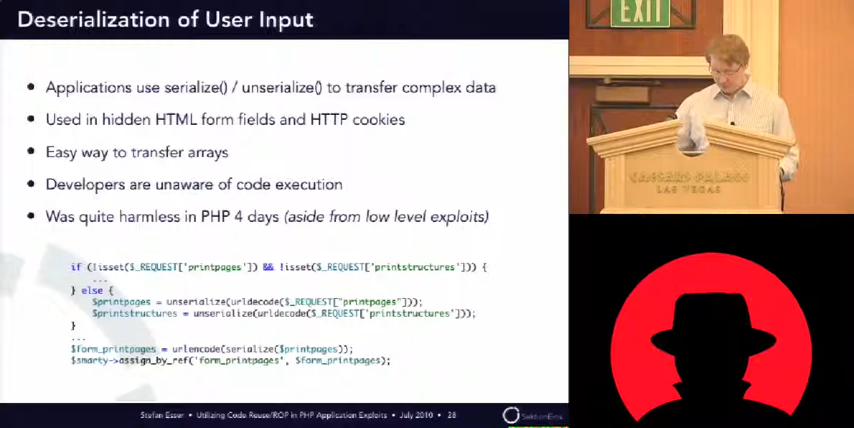 Deserialization of User Input
• Applications use serialize() / unserialize() to transfer complex data
• Used in hidden HTML form fields and HTTP cookies
• Easy way to transfer arrays
• Developers are unaware of code execution
• Was quite harmless in PHP 4 days (aside from low level exploits)
if (!isset($_REQUEST['printpages']) && !isset($_REQUEST['printstructures'])) {
...
} else {
$printpages = unserialize(urldecode($_REQUEST["printpages"]));
$printstructures = unserialize(urldecode($_REQUEST['printstructures']));
}
...
$form_printpages = urlencode(serialize($printpages));
$smarty->assign_by_ref('form_printpages', $form_printpages);
Stefan Esser • Utilizing Code Reuse/ROP in PHP Application Exploits • July 2010 • 28
SektionEins
EXIT
CAESARS PALACE
LAS VEGAS